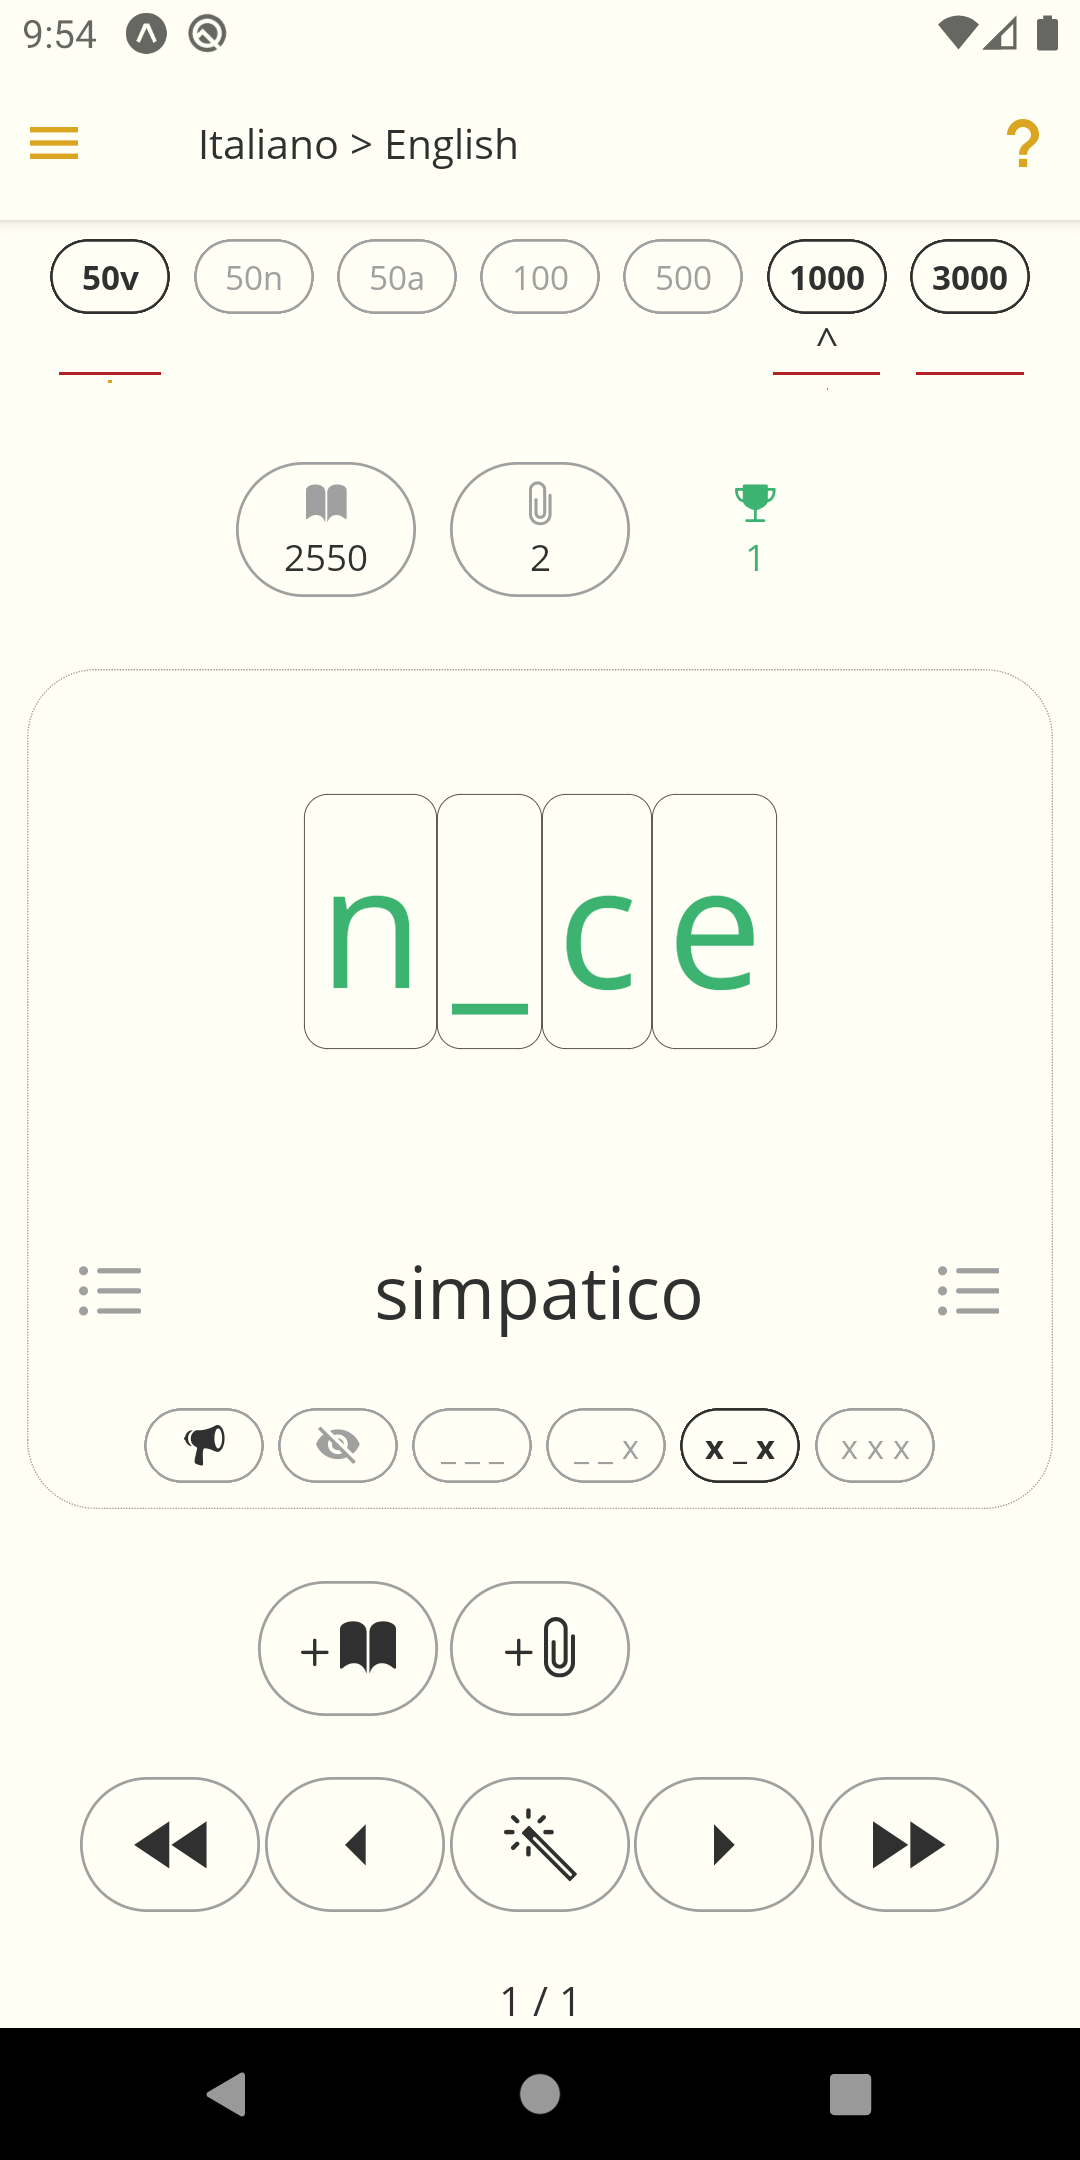 9:54
Italiano > English
?
50v 50n 50a 100 500 1000 3000
^
2550 2 1
n _ c e
simpatico
_ _ _ _ _ x x _ x x x x
+ +
1 / 1